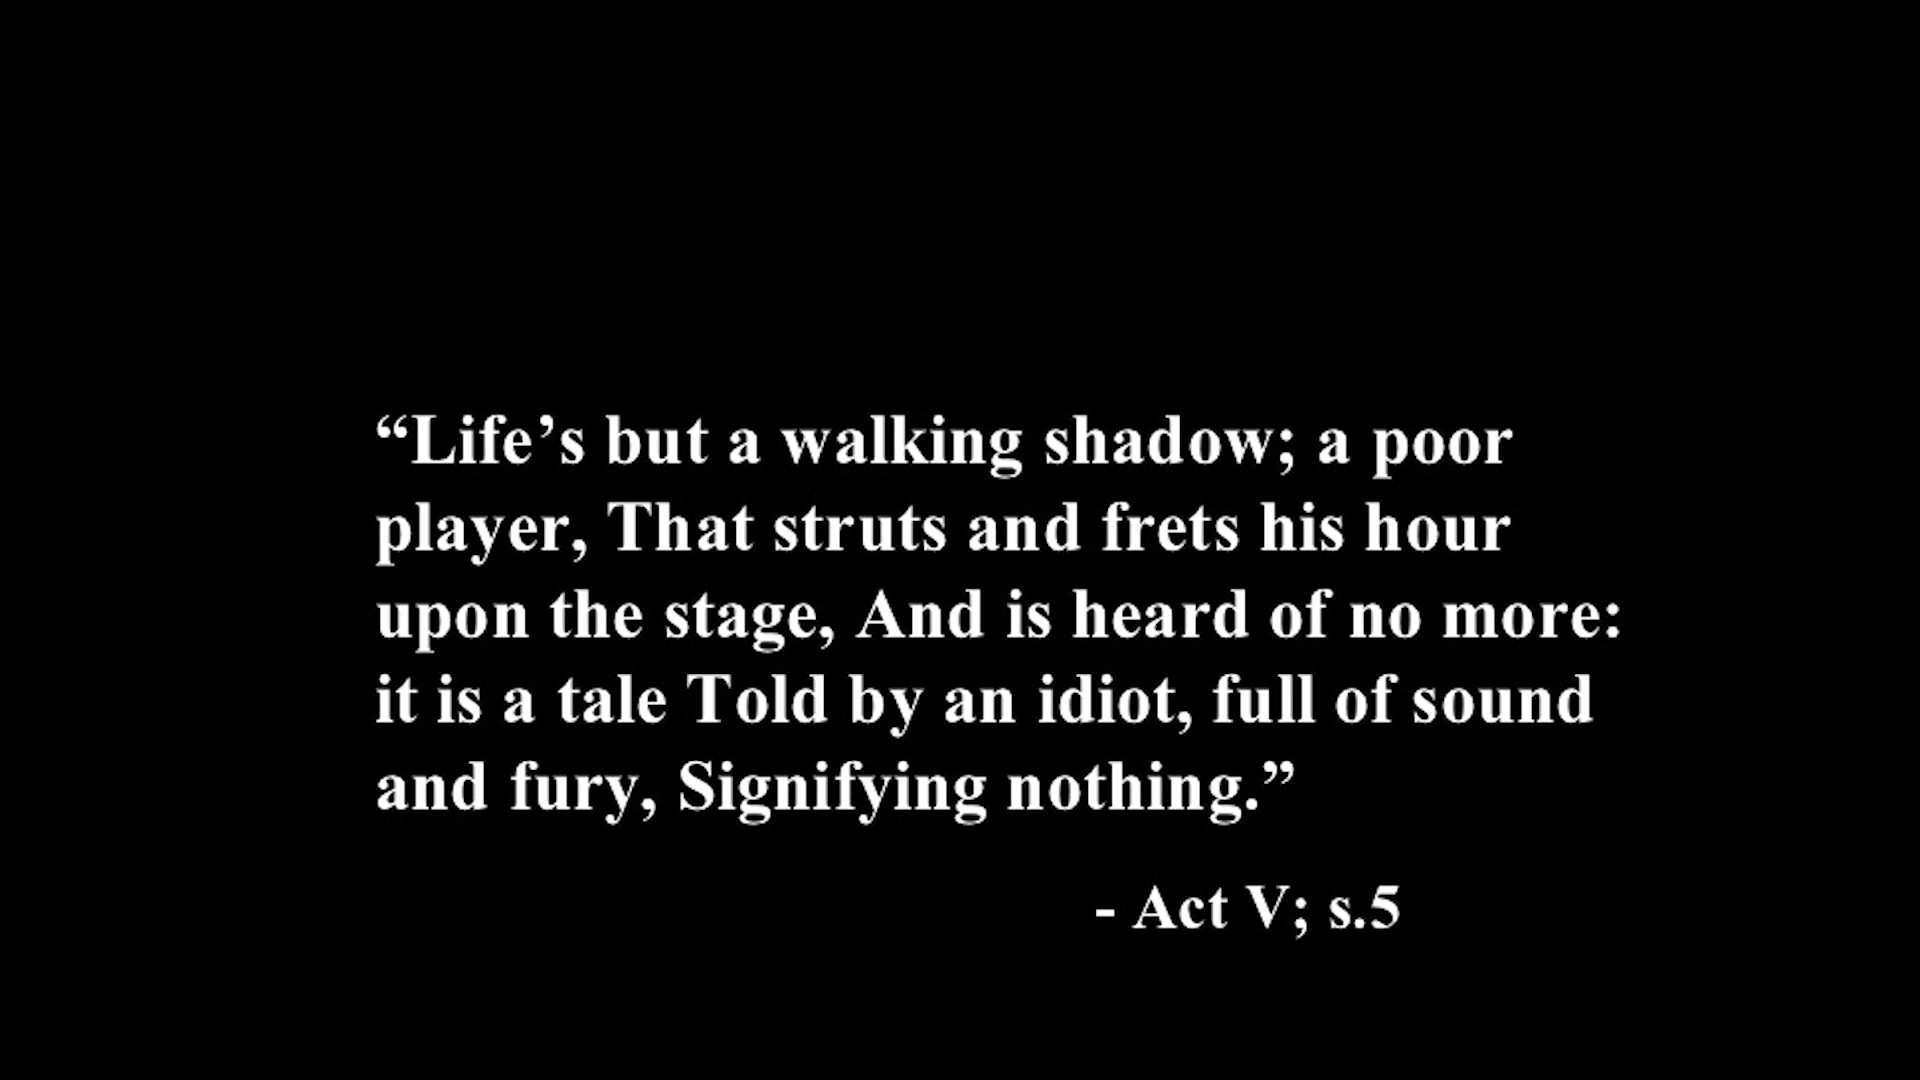 “Life’s but a walking shadow; a poor
player, That struts and frets his hour
upon the stage, And is heard of no more:
it is a tale Told by an idiot, full of sound
and fury, Signifying nothing.”
- Act V; s.5